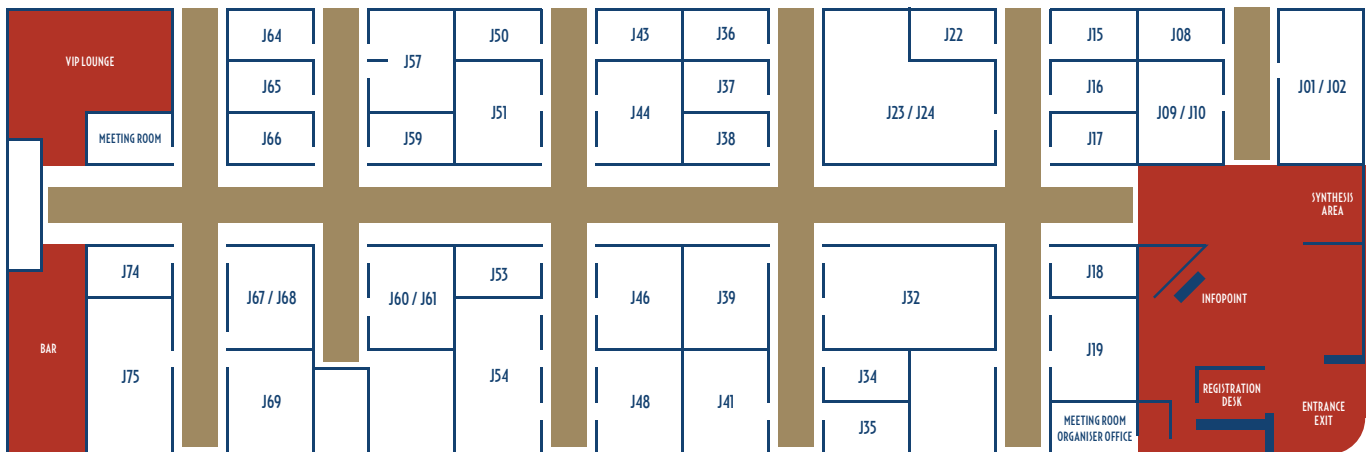 VIP LOUNGE
MEETING ROOM
J64
J65
J66
J57
J59
J50
J51
J43
J44
J36
J37
J38
J22
J23 / J24
J15
J16
J17
J08
J09 / J10
J01 / J02
SYNTHESIS
AREA
J74
J75
BAR
J67 / J68
J69
J60 / J61
J53
J54
J46
J48
J39
J41
J32
J34
J35
J18
J19
MEETING ROOM
ORGANISER OFFICE
INFOPOINT
REGISTRATION
DESK
ENTRANCE
EXIT